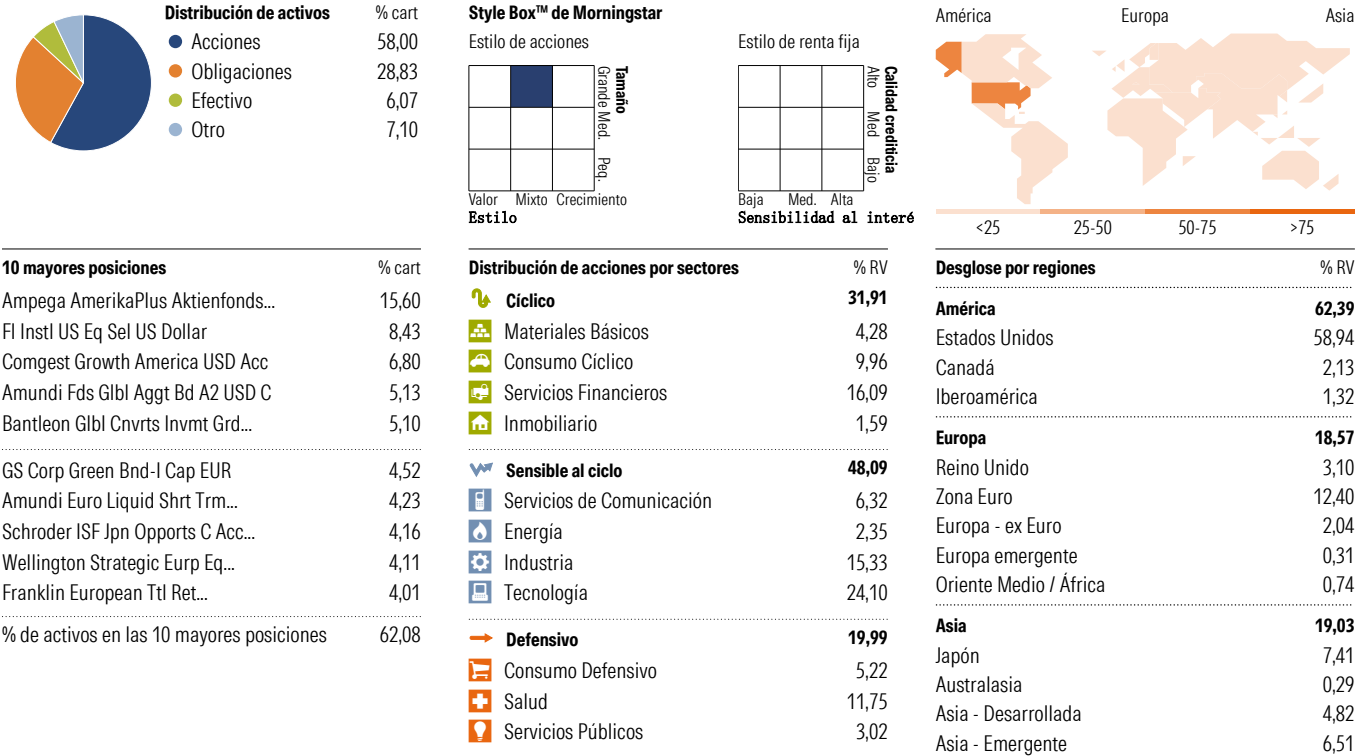 Distribución de activos % cart
Acciones 58,00
Obligaciones 28,83
Efectivo 6,07
Otro 7,10
Style Box™ de Morningstar
Estilo de acciones
Tamaño
Grande Med. Peq.
Valor Mixto Crecimiento
Estilo
Estilo de renta fija
Calidad crediticia
Alto Med Bajo
Baja Med. Alta
Sensibilidad al interé
América Europa Asia
<25 25-50 50-75 >75
10 mayores posiciones % cart
Ampega AmerikaPlus Aktienfonds... 15,60
FI Instl US Eq Sel US Dollar 8,43
Comgest Growth America USD Acc 6,80
Amundi Fds Glbl Aggt Bd A2 USD C 5,13
Bantleon Glbl Cnvrts Invmt Grd... 5,10
GS Corp Green Bnd-I Cap EUR 4,52
Amundi Euro Liquid Shrt Trm... 4,23
Schroder ISF Jpn Opports C Acc... 4,16
Wellington Strategic Eurp Eq... 4,11
Franklin European Ttl Ret... 4,01
% de activos en las 10 mayores posiciones 62,08
Distribución de acciones por sectores % RV
Cíclico 31,91
Materiales Básicos 4,28
Consumo Cíclico 9,96
Servicios Financieros 16,09
Inmobiliario 1,59
Sensible al ciclo 48,09
Servicios de Comunicación 6,32
Energía 2,35
Industria 15,33
Tecnología 24,10
Defensivo 19,99
Consumo Defensivo 5,22
Salud 11,75
Servicios Públicos 3,02
Desglose por regiones % RV
América 62,39
Estados Unidos 58,94
Canadá 2,13
Iberoamérica 1,32
Europa 18,57
Reino Unido 3,10
Zona Euro 12,40
Europa - ex Euro 2,04
Europa emergente 0,31
Oriente Medio / África 0,74
Asia 19,03
Japón 7,41
Australasia 0,29
Asia - Desarrollada 4,82
Asia - Emergente 6,51